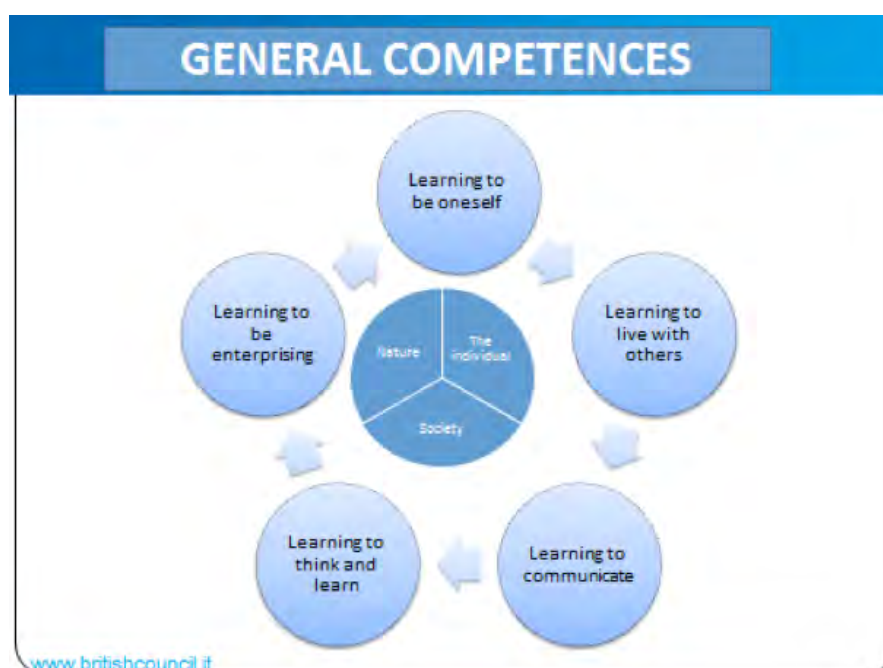 GENERAL COMPETENCES
Learning to
be oneself
Learning to
live with
others
Learning to
communicate
Learning to
think and
learn
Learning to
be
enterprising
Nature
The
individual
Society
www.britishcouncil.it